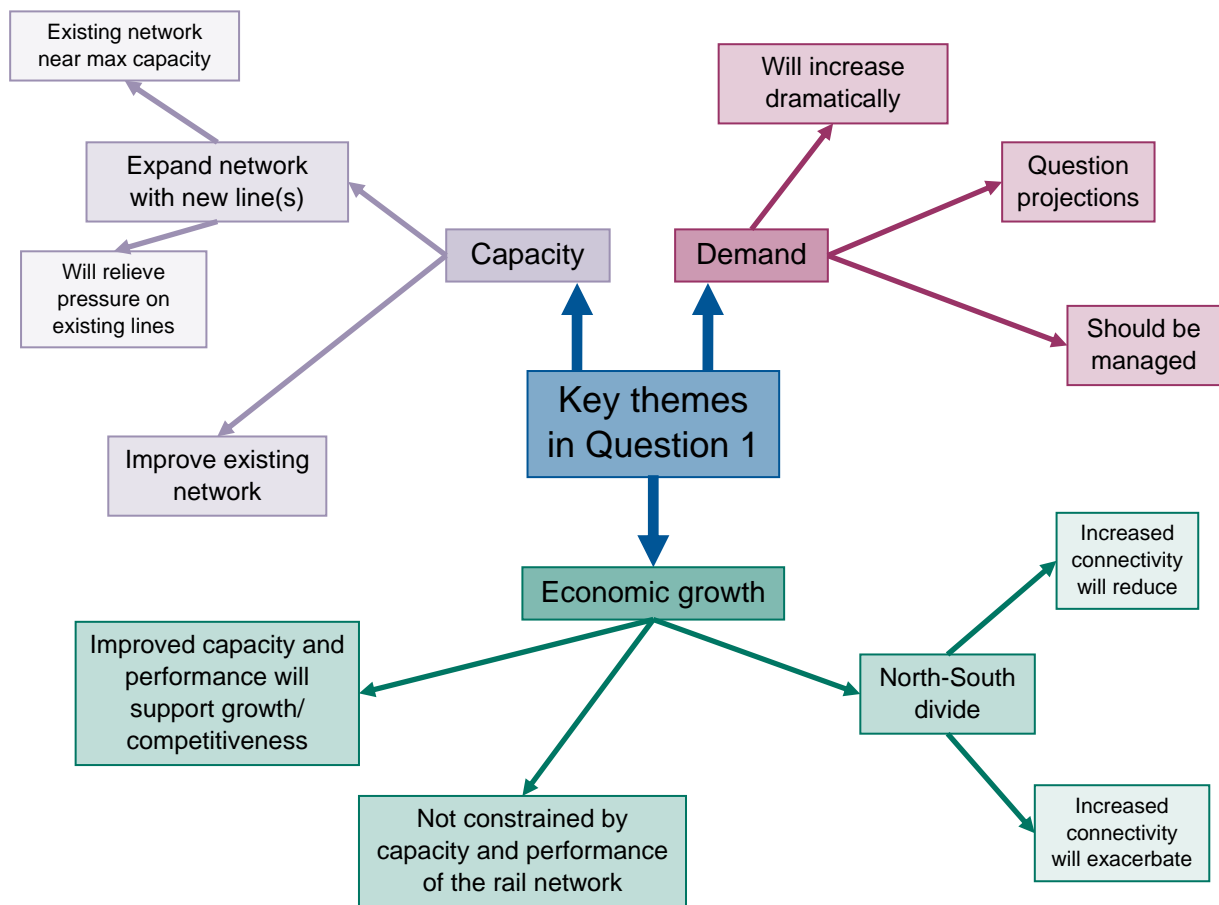 Existing network
near max capacity
Will increase
dramatically
Expand network
with new line(s)
Question
projections
Capacity
Demand
Will relieve
pressure on
existing lines
Should be
managed
Key themes
in Question 1
Improve existing
network
Increased
connectivity
will reduce
Economic growth
Improved capacity and
performance will
support growth/
competitiveness
North-South
divide
Not constrained by
capacity and performance
of the rail network
Increased
connectivity
will exacerbate